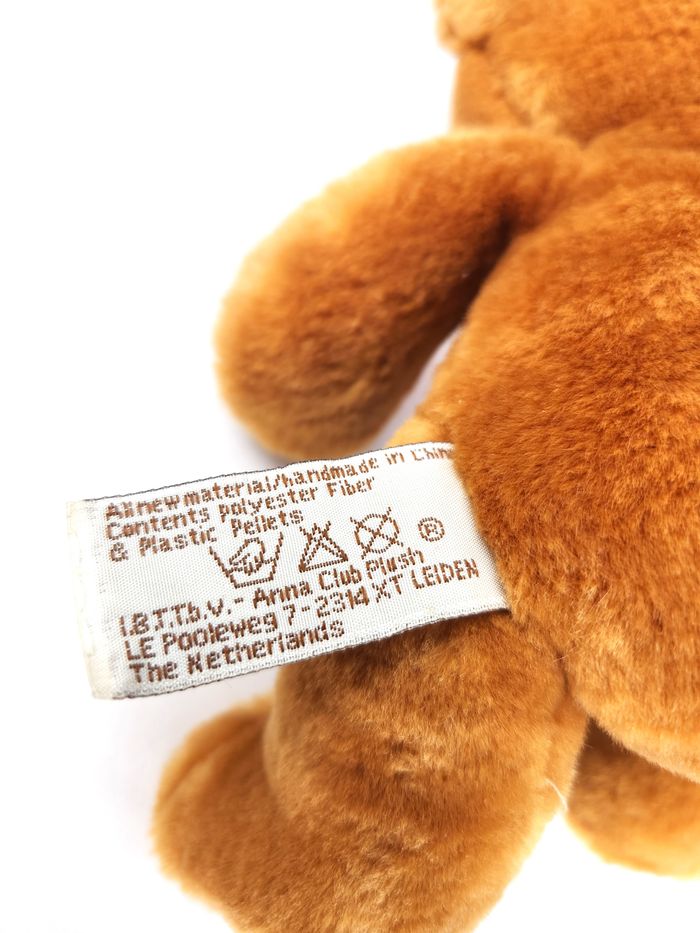 All new material/handmade in China
Contents Polyester Fiber
& Plastic Pellets
®
I.B.T.T.b.V.- Anna Club Plush
LE Pooleweg 7-2314 XT LEIDEN
The Netherlands